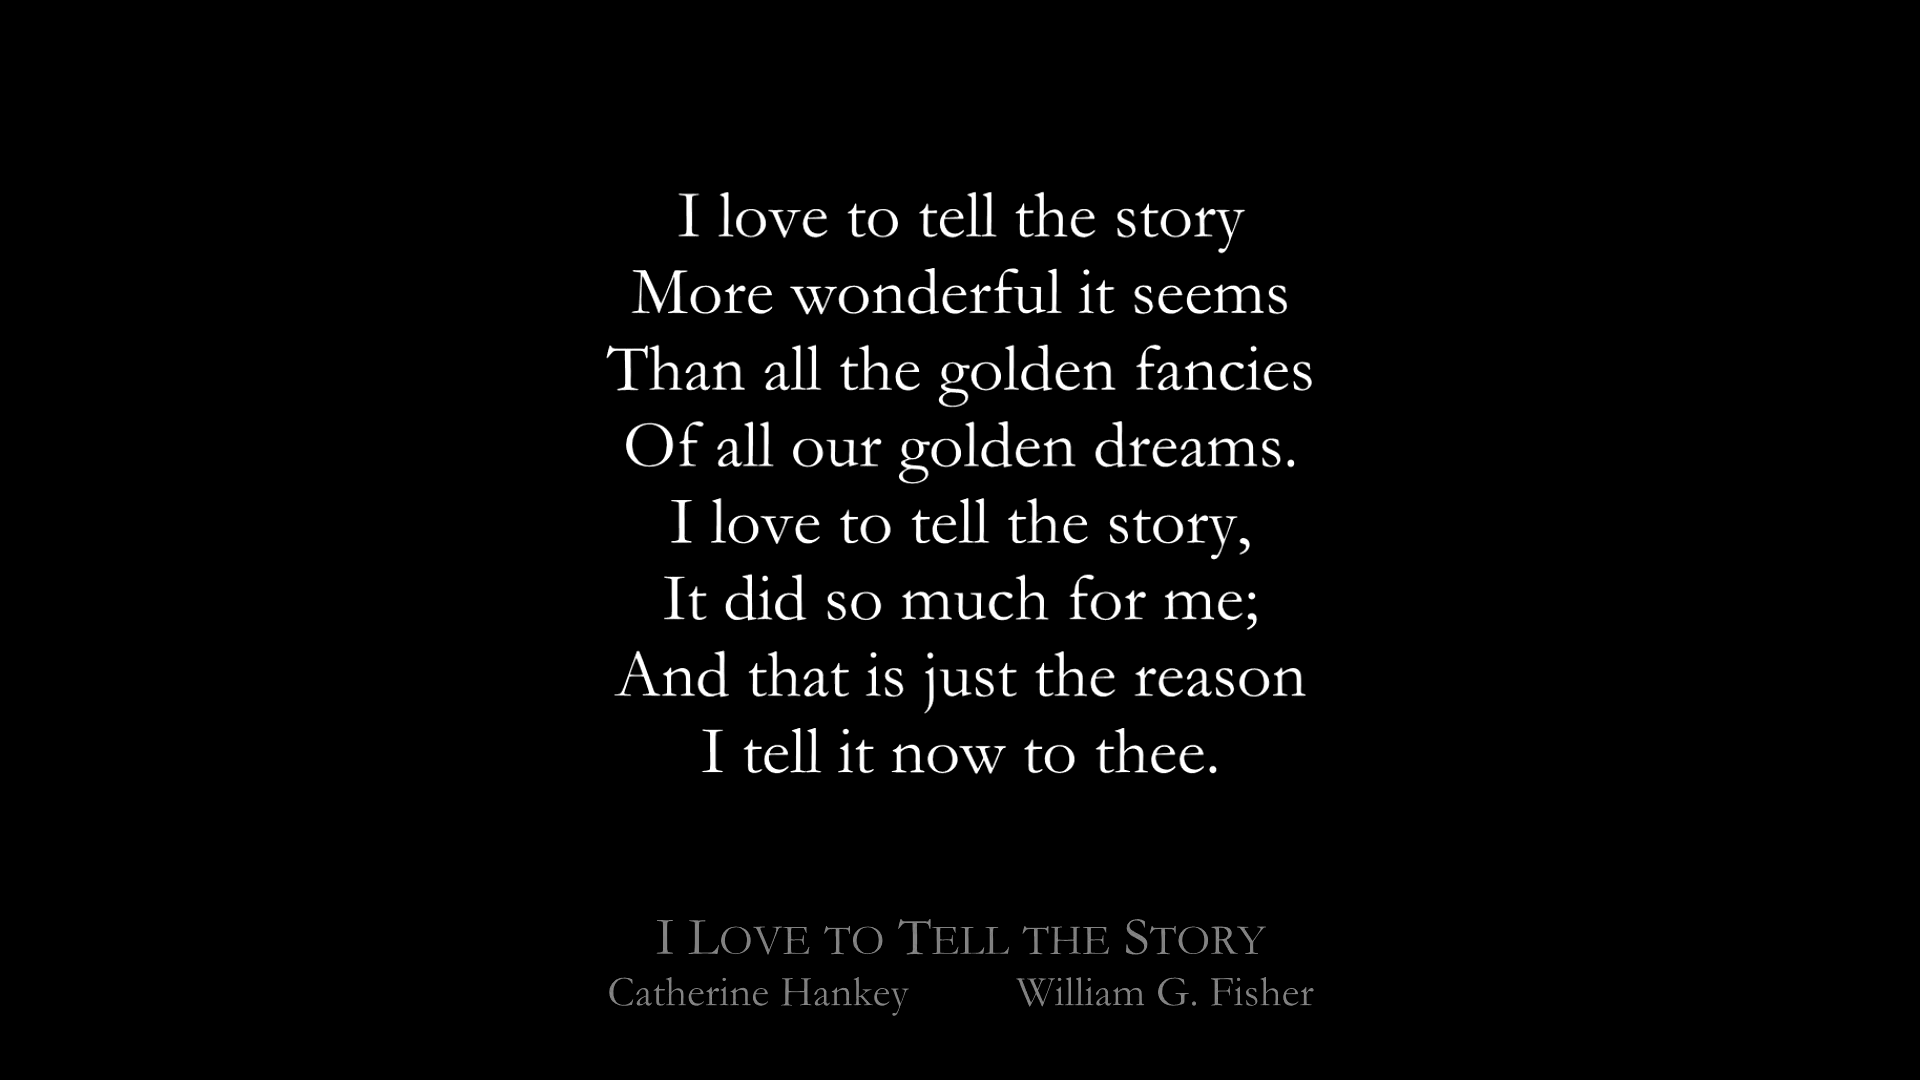 I love to tell the story
More wonderful it seems
Than all the golden fancies
Of all our golden dreams.
I love to tell the story,
It did so much for me;
And that is just the reason
I tell it now to thee.
I LOVE TO TELL THE STORY
Catherine Hankey William G. Fisher